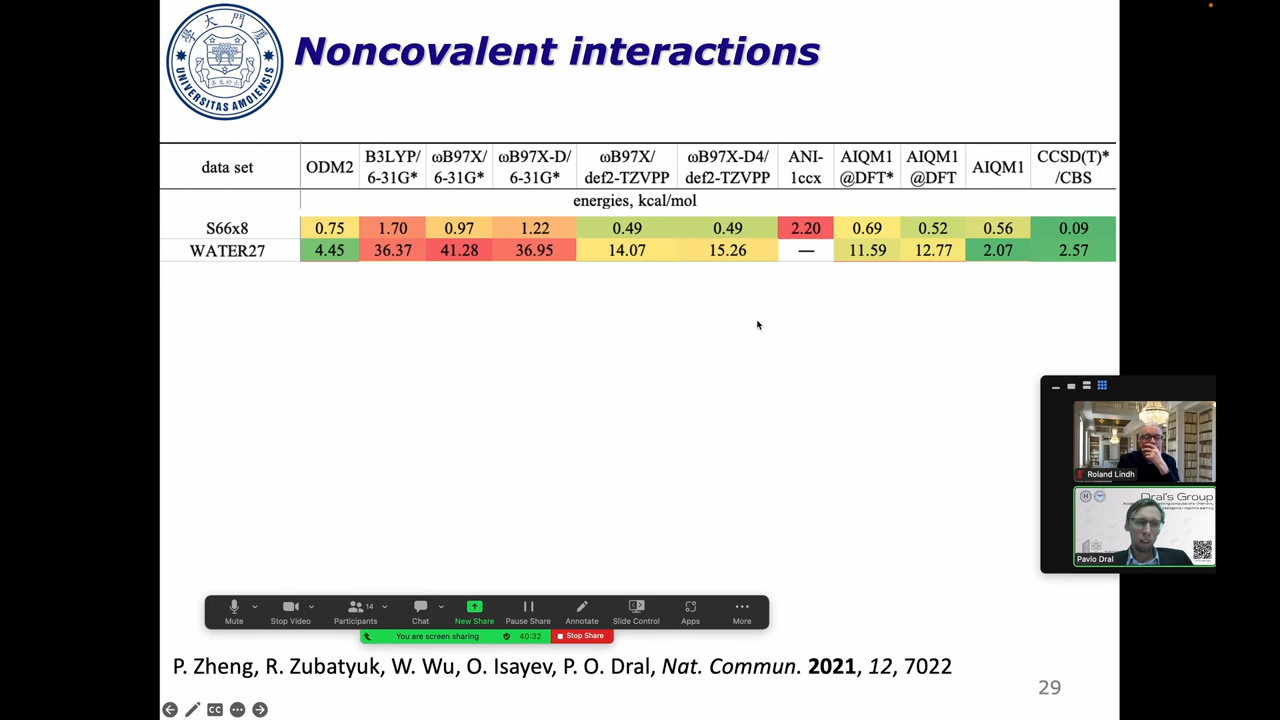 學 大 門 廈
UNIVERSITAS AMOIENSIS
Noncovalent interactions
data set ODM2 B3LYP/ 6-31G* ωB97X/ 6-31G* ωB97X-D/ 6-31G* ωB97X/ def2-TZVPP ωB97X-D4/ def2-TZVPP ANI- 1ccx AIQM1 @DFT* AIQM1 @DFT AIQM1 CCSD(T)* /CBS
energies, kcal/mol
S66x8 0.75 1.70 0.97 1.22 0.49 0.49 2.20 0.69 0.52 0.56 0.09
WATER27 4.45 36.37 41.28 36.95 14.07 15.26 — 11.59 12.77 2.07 2.57
Roland Lindh
Dral's Group
Pavlo Dral
14
Mute Stop Video Participants Chat New Share Pause Share Annotate Slide Control Apps More
You are screen sharing 40:32 Stop Share
P. Zheng, R. Zubatyuk, W. Wu, O. Isayev, P. O. Dral, Nat. Commun. 2021, 12, 7022
29
CC